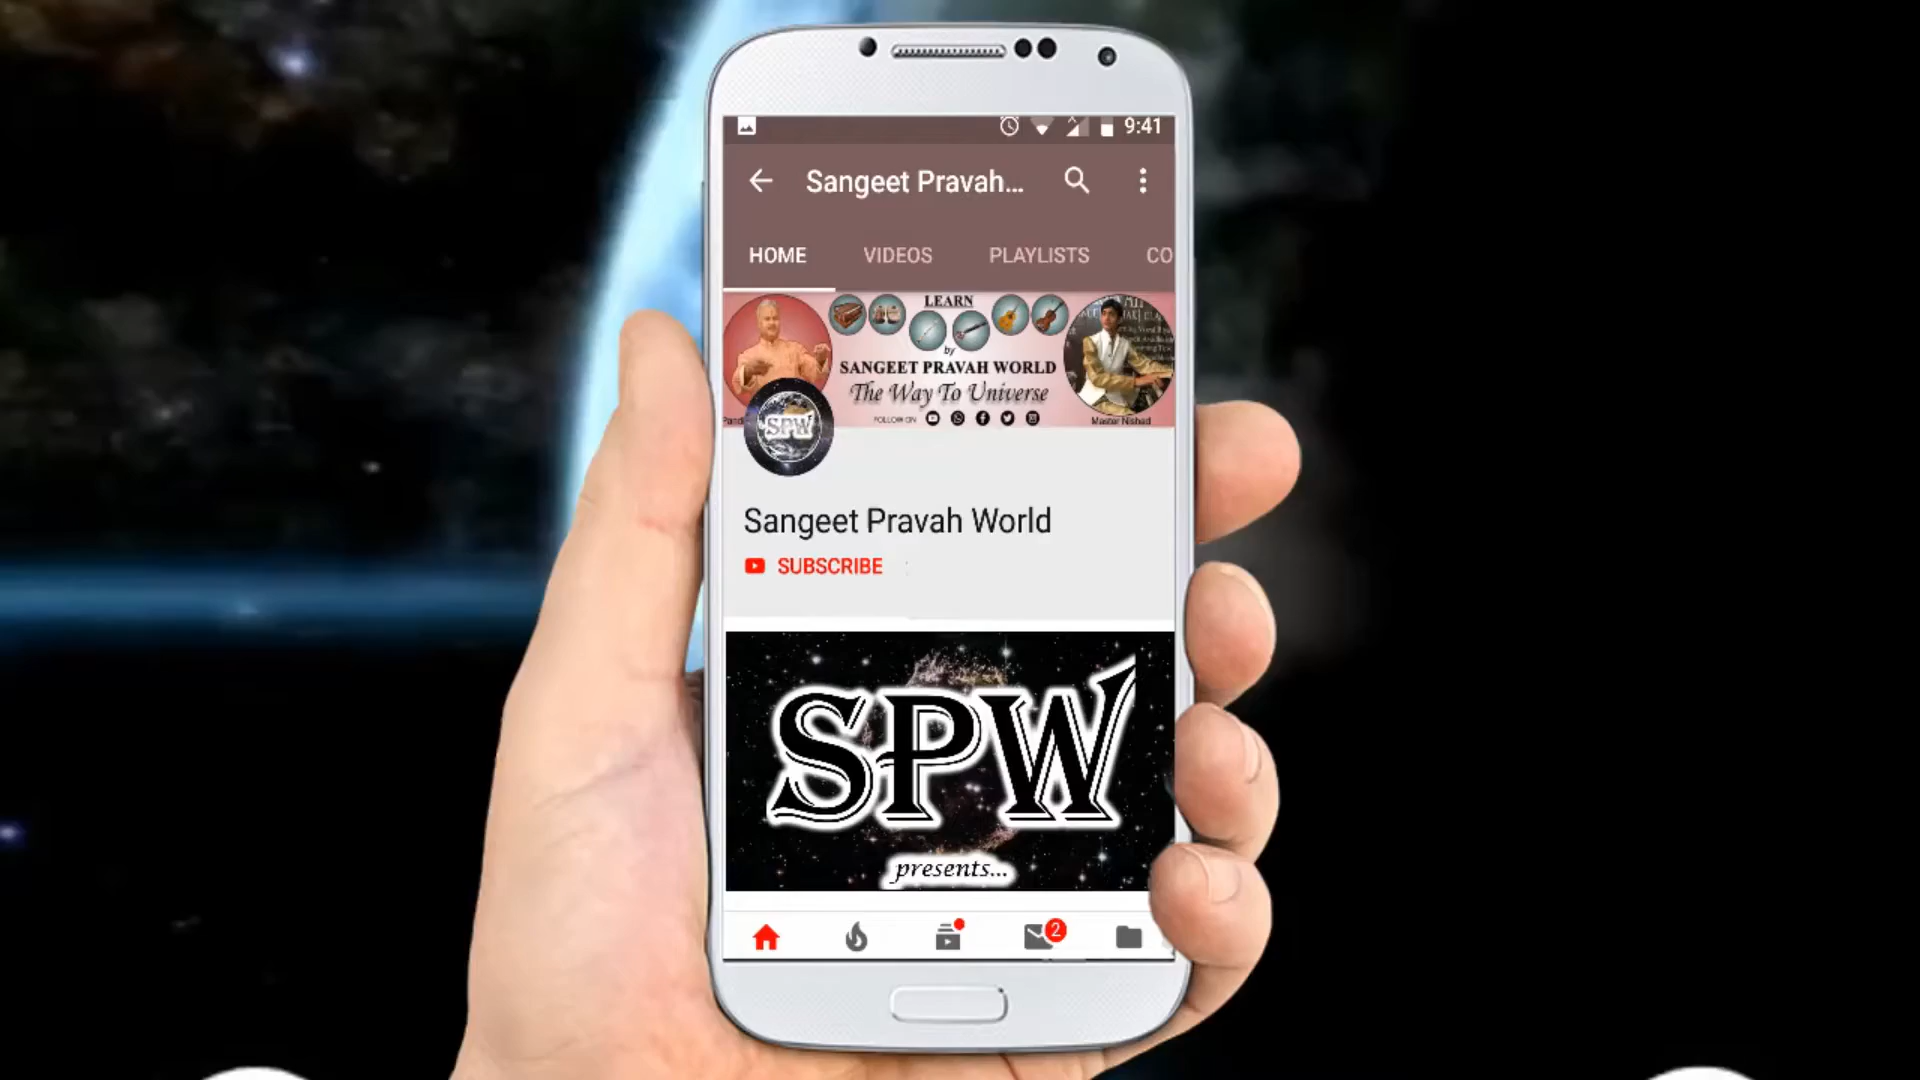 9:41
Sangeet Pravah...
HOME VIDEOS PLAYLISTS CO
LEARN
by
SANGEET PRAVAH WORLD
The Way To Universe
FOLLOW ON
Master Nishad
SPW
Sangeet Pravah World
SUBSCRIBE
SPW
presents...
2